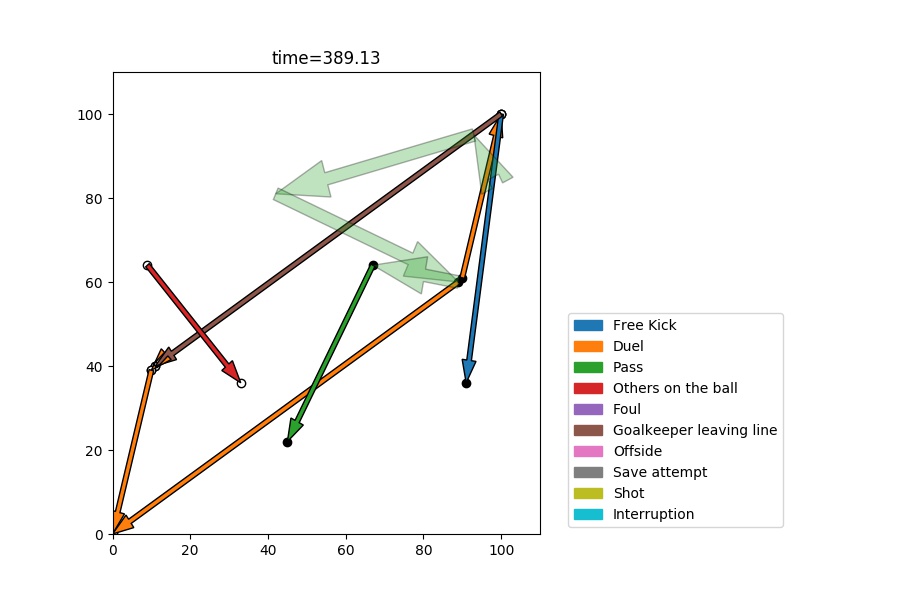 time=389.13
100
80
60
40
20
0
0 20 40 60 80 100
Free Kick
Duel
Pass
Others on the ball
Foul
Goalkeeper leaving line
Offside
Save attempt
Shot
Interruption